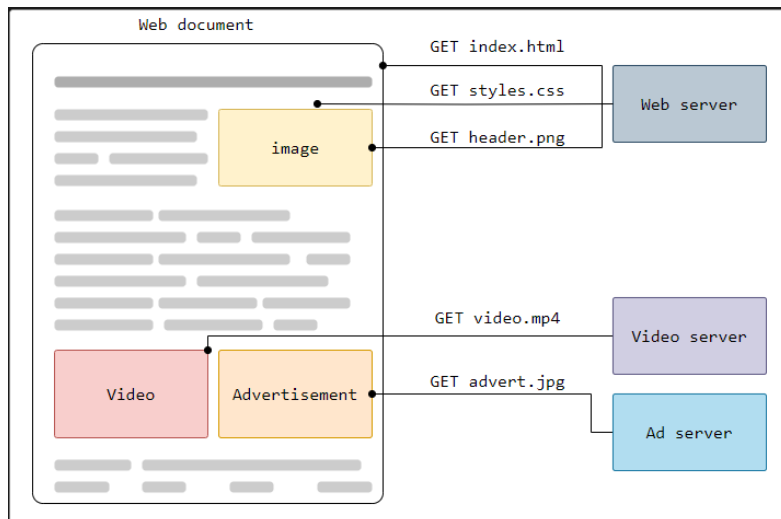 Web document
GET index.html
GET styles.css
Web server
image
GET header.png
GET video.mp4
Video server
Video
Advertisement
GET advert.jpg
Ad server